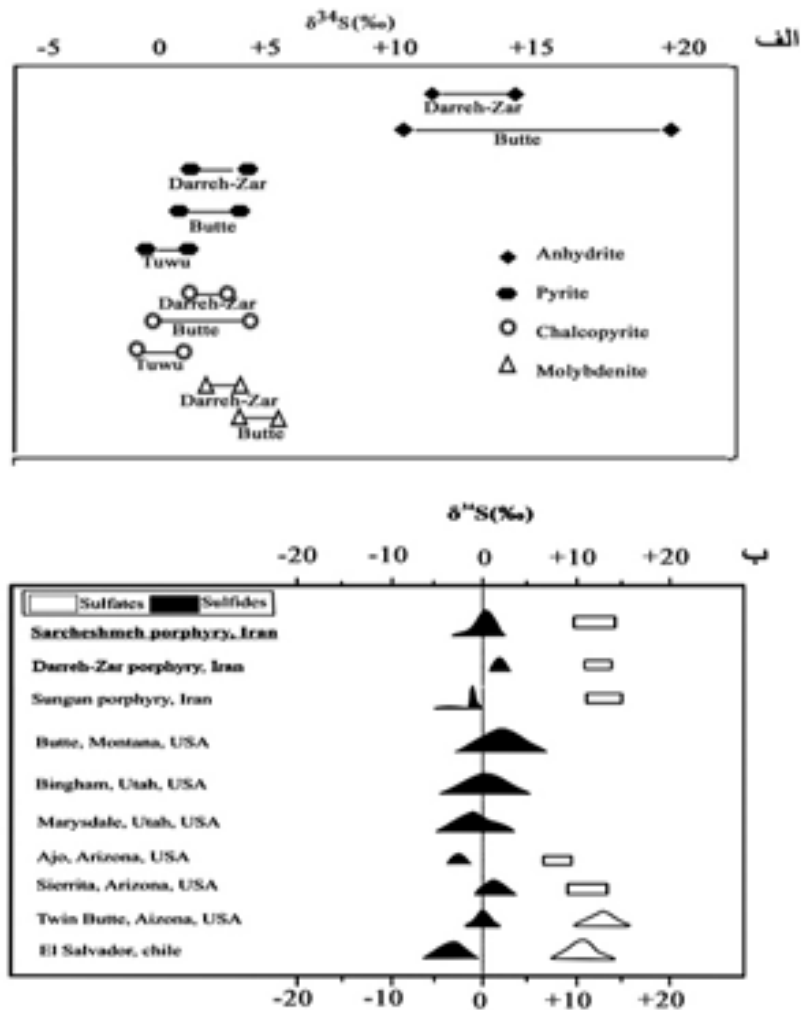 δ³⁴S(‰)
-5 0 +5 +10 +15 +20 الف
Darreh-Zar
Butte
Darreh-Zar
Butte
Tuwu
Darreh-Zar
Butte
Tuwu
Darreh-Zar
Butte
Anhydrite
Pyrite
Chalcopyrite
Molybdenite
δ³⁴S(‰)
-20 -10 0 +10 +20 ب
Sulfates Sulfides
Sarcheshmeh porphyry, Iran
Darreh-Zar porphyry, Iran
Sungun porphyry, Iran
Butte, Montana, USA
Bingham, Utah, USA
Marysdale, Utah, USA
Ajo, Arizona, USA
Sierrita, Arizona, USA
Twin Butte, Aizona, USA
El Salvador, chile
-20 -10 0 +10 +20